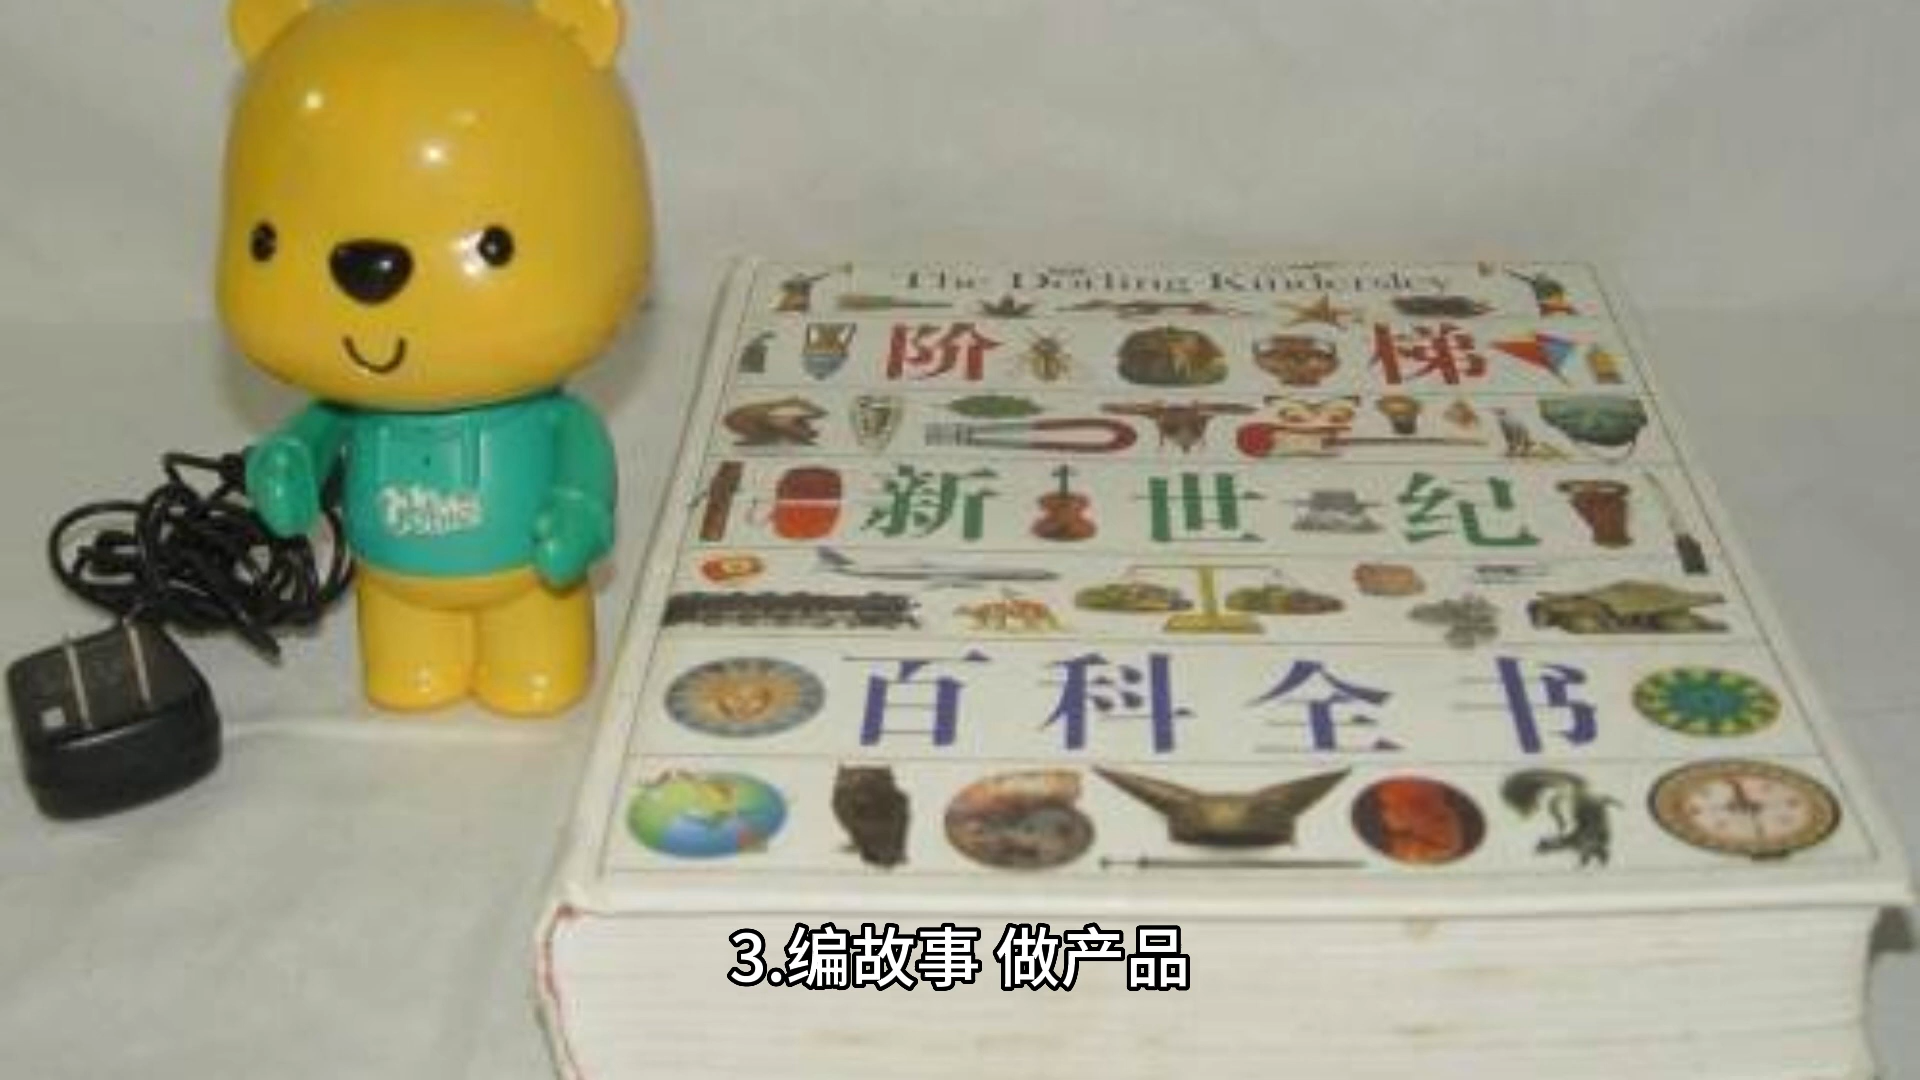 The Dorling Kindersley
阶梯
新世纪
百科全书
3.编故事 做产品